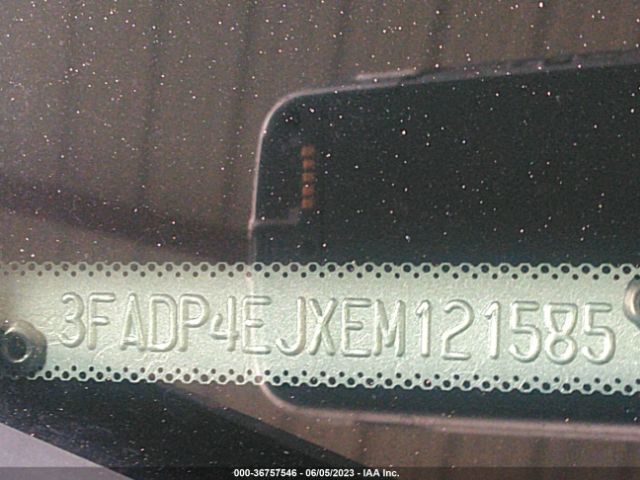 3FADP4EJXEM121585
000-36757546 - 06/05/2023 - IAA Inc.